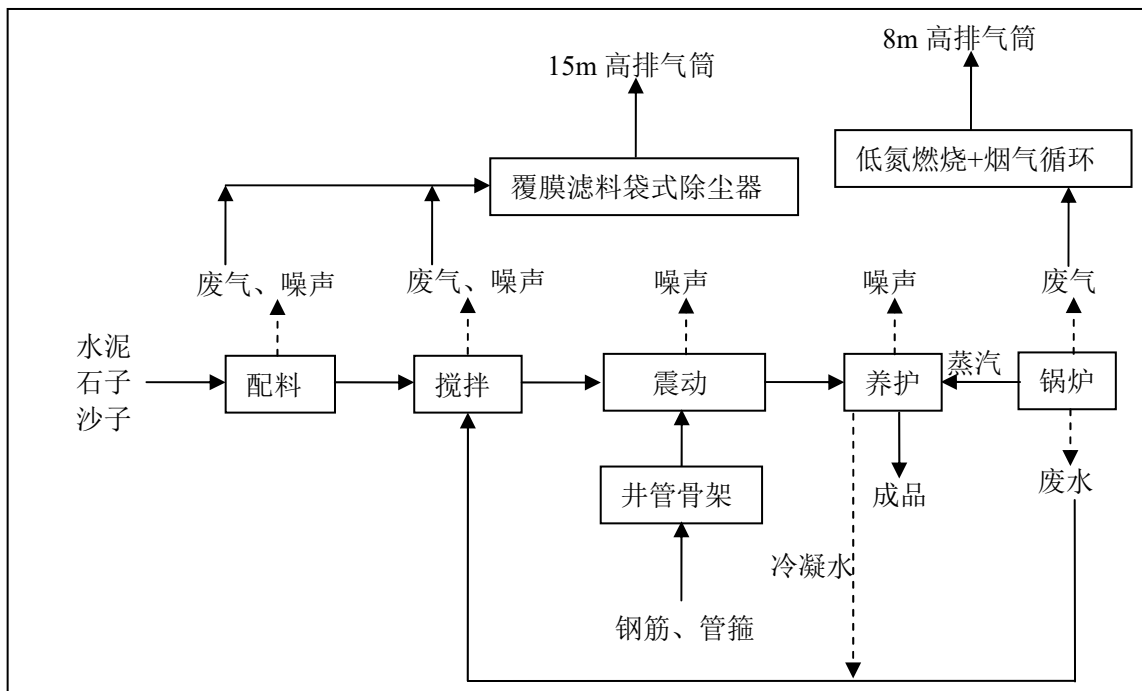 8m 高排气筒
15m 高排气筒
低氮燃烧+烟气循环
覆膜滤料袋式除尘器
废气、噪声
废气、噪声
噪声
噪声
废气
水泥
石子
沙子
配料
搅拌
震动
养护
蒸汽
锅炉
井管骨架
成品
废水
冷凝水
钢筋、管箍